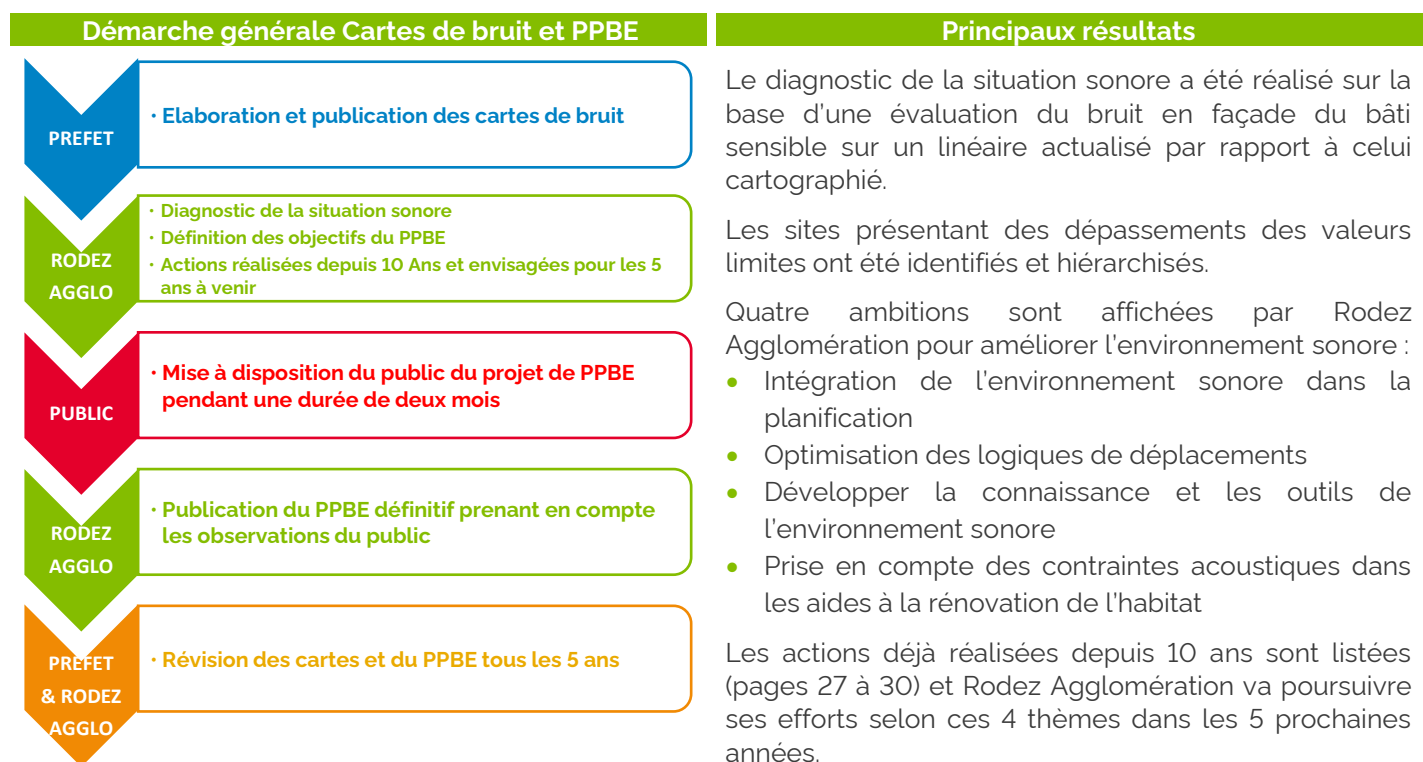 Démarche générale Cartes de bruit et PPBE
PREFET
· Elaboration et publication des cartes de bruit
RODEZ
AGGLO
· Diagnostic de la situation sonore
· Définition des objectifs du PPBE
· Actions réalisées depuis 10 Ans et envisagées pour les 5
ans à venir
PUBLIC
· Mise à disposition du public du projet de PPBE
pendant une durée de deux mois
RODEZ
AGGLO
· Publication du PPBE définitif prenant en compte
les observations du public
PREFET
& RODEZ
AGGLO
· Révision des cartes et du PPBE tous les 5 ans
Principaux résultats
Le diagnostic de la situation sonore a été réalisé sur la
base d'une évaluation du bruit en façade du bâti
sensible sur un linéaire actualisé par rapport à celui
cartographié.
Les sites présentant des dépassements des valeurs
limites ont été identifiés et hiérarchisés.
Quatre ambitions sont affichées par Rodez
Agglomération pour améliorer l'environnement sonore :
• Intégration de l'environnement sonore dans la
planification
• Optimisation des logiques de déplacements
• Développer la connaissance et les outils de
l'environnement sonore
• Prise en compte des contraintes acoustiques dans
les aides à la rénovation de l'habitat
Les actions déjà réalisées depuis 10 ans sont listées
(pages 27 à 30) et Rodez Agglomération va poursuivre
ses efforts selon ces 4 thèmes dans les 5 prochaines
années.